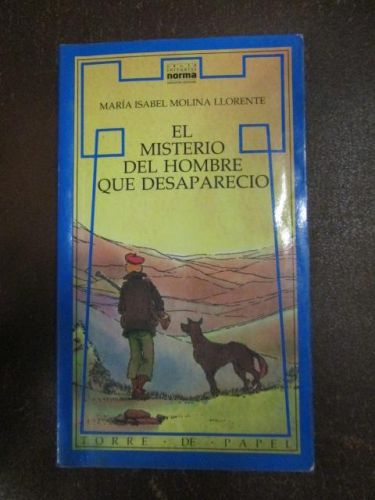 norma
MARÍA ISABEL MOLINA LLORENTE
EL
MISTERIO
DEL HOMBRE
QUE DESAPARECIO
TORRE · DE · PAPEL